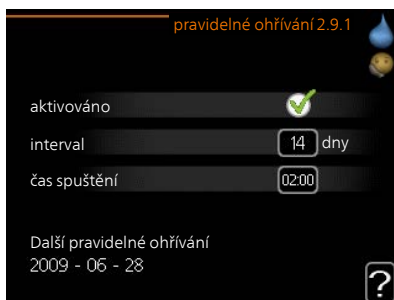 pravidelné ohřívání 2.9.1
aktivováno
interval 14 dny
čas spuštění 02:00
Další pravidelné ohřívání
2009 - 06 - 28
?